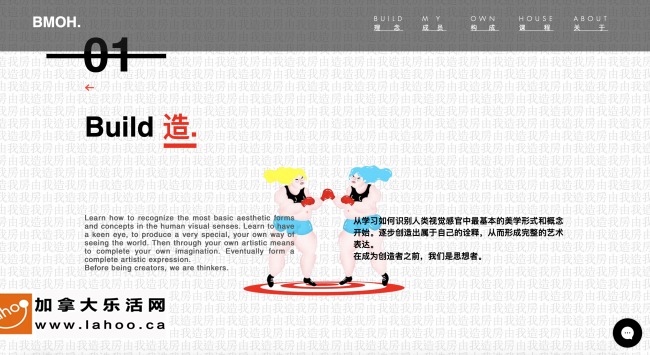 BMOH.
BUILD MY OWN HOUSE ABOUT
理念 成员 构成 课程 关于
01
Build 造.
Learn how to recognize the most basic aesthetic forms
and concepts in the human visual senses. Learn to have
a keen eye, to produce a very special, your own way of
seeing the world. Then through your own artistic means
to complete your own imagination. Eventually form a
complete artistic expression.
Before being creators, we are thinkers.
从学习如何识别人类视觉感官中最基本的美学形式和概念
开始，逐步创造出属于自己的诠释，从而形成完整的艺术
表达。
在成为创造者之前，我们是思想者。
加拿大乐活网
www.lahoo.ca